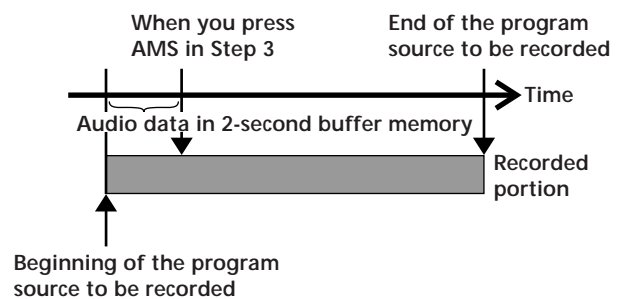 When you press
AMS in Step 3
End of the program
source to be recorded
Time
Audio data in 2-second buffer memory
Recorded
portion
Beginning of the program
source to be recorded